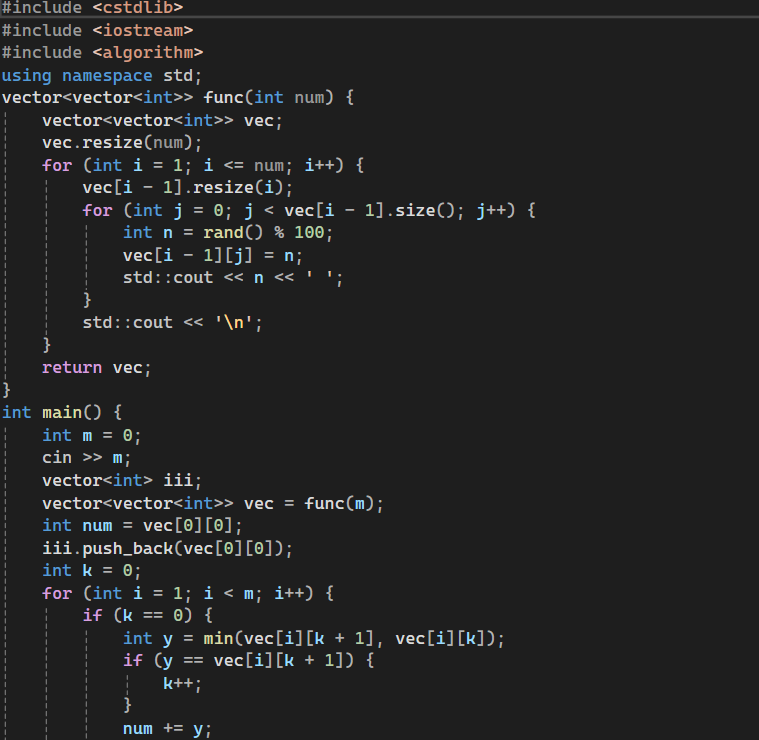 #include <cstdlib>
#include <iostream>
#include <algorithm>
using namespace std;
vector<vector<int>> func(int num) {
    vector<vector<int>> vec;
    vec.resize(num);
    for (int i = 1; i <= num; i++) {
        vec[i - 1].resize(i);
        for (int j = 0; j < vec[i - 1].size(); j++) {
            int n = rand() % 100;
            vec[i - 1][j] = n;
            std::cout << n << ' ';
        }
        std::cout << '\n';
    }
    return vec;
}
int main() {
    int m = 0;
    cin >> m;
    vector<int> iii;
    vector<vector<int>> vec = func(m);
    int num = vec[0][0];
    iii.push_back(vec[0][0]);
    int k = 0;
    for (int i = 1; i < m; i++) {
        if (k == 0) {
            int y = min(vec[i][k + 1], vec[i][k]);
            if (y == vec[i][k + 1]) {
                k++;
            }
            num += y;